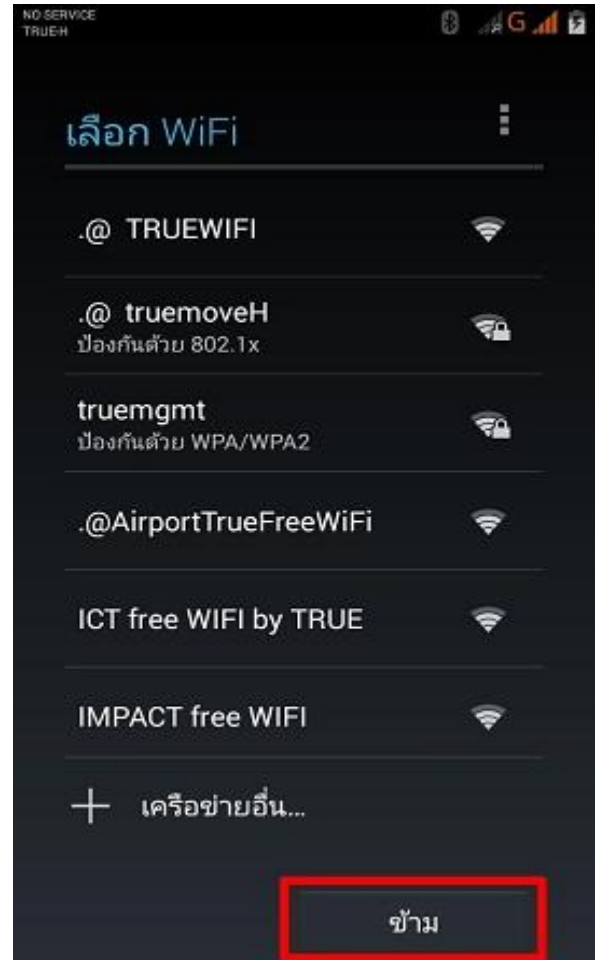 NO SERVICE
TRUE-H
G
เลือก WiFi
.@ TRUEWIFI
.@ truemoveH
ป้องกันด้วย 802.1x
truemgmt
ป้องกันด้วย WPA/WPA2
.@AirportTrueFreeWiFi
ICT free WIFI by TRUE
IMPACT free WIFI
เครือข่ายอื่น...
ข้าม